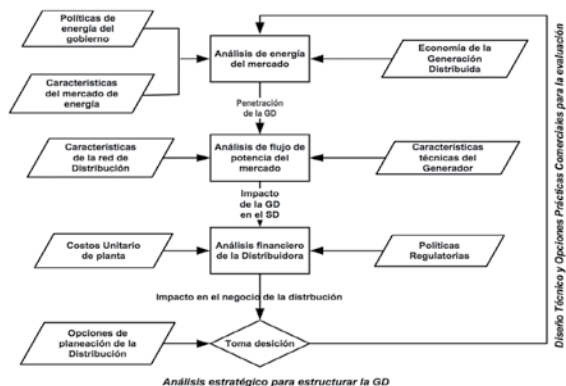 Políticas de
energía del
gobierno
Características
del mercado de
energía
Análisis de energía
del mercado
Economía de la
Generación
Distribuida
Penetración
de la GD
Características
de la red de
Distribución
Análisis de flujo de
potencia del
mercado
Características
técnicas del
Generador
Impacto
de la GD
en el SD
Costos Unitario
de planta
Análisis financiero
de la Distribuidora
Políticas
Regulatorias
Impacto en el negocio de la distrbución
Opciones de
planeación de la
Distribución
Toma desición
Diseño Técnico y Opciones Prácticas Comerciales para la evaluación
Análisis estratégico para estructurar la GD